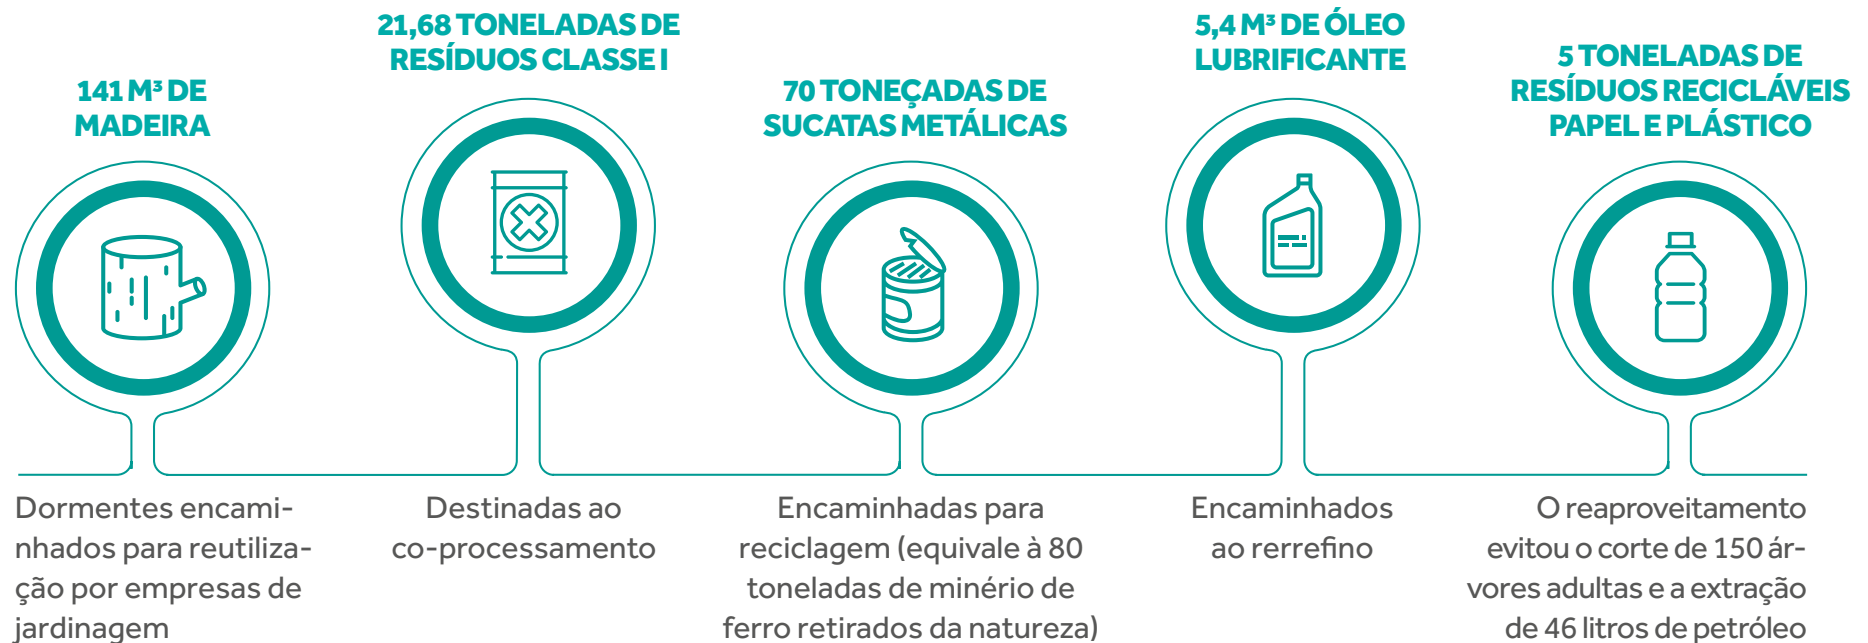 141 M³ DE
MADEIRA
Dormentes encami-
nhados para reutiliza-
ção por empresas de
jardinagem
21,68 TONELADAS DE
RESÍDUOS CLASSE I
Destinadas ao
co-processamento
70 TONEÇADAS DE
SUCATAS METÁLICAS
Encaminhadas para
reciclagem (equivale à 80
toneladas de minério de
ferro retirados da natureza)
5,4 M³ DE ÓLEO
LUBRIFICANTE
Encaminhados
ao rerrefino
5 TONELADAS DE
RESÍDUOS RECICLÁVEIS
PAPEL E PLÁSTICO
O reaproveitamento
evitou o corte de 150 ár-
vores adultas e a extração
de 46 litros de petróleo